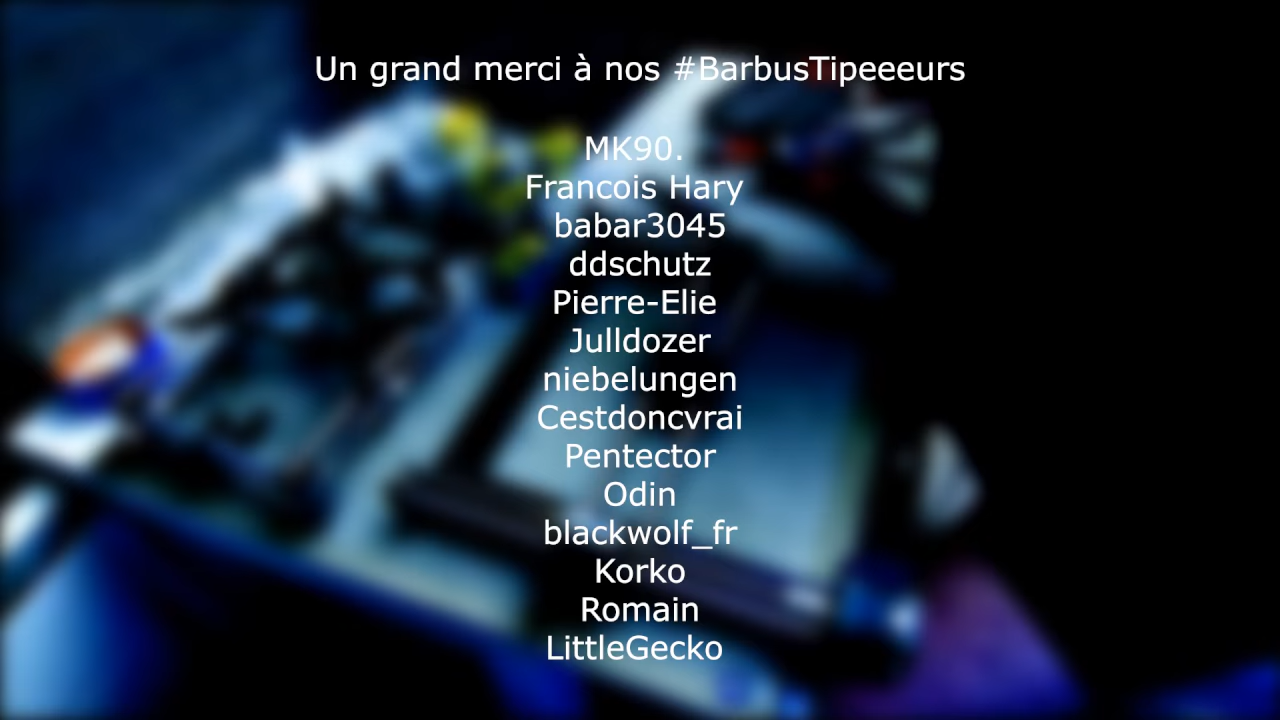 Un grand merci à nos #BarbusTipeeeurs
MK90.
Francois Hary
babar3045
ddschutz
Pierre-Elie
Julldozer
niebelungen
Cestdoncvrai
Pentector
Odin
blackwolf_fr
Korko
Romain
LittleGecko